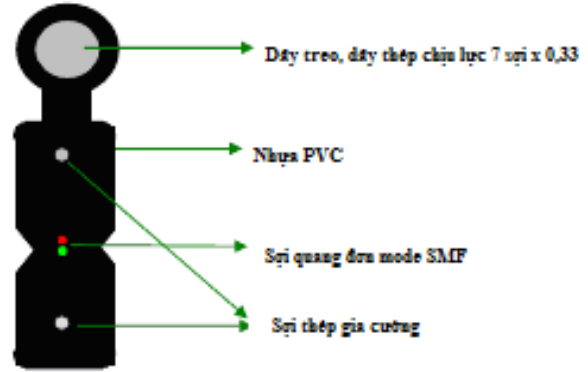 Dây treo, dây thép chịu lực 7 sợi x 0,33
Nhựa PVC
Sợi quang đơn mode SMF
Sợi thép gia cường